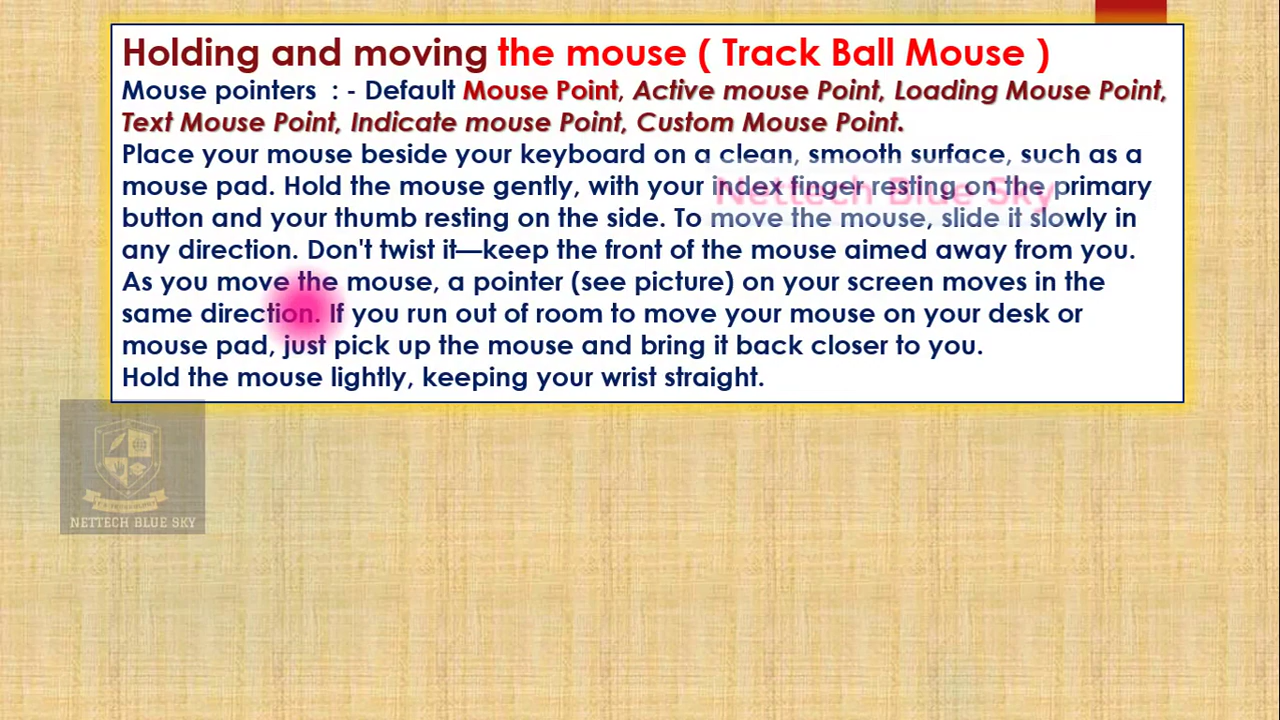 Holding and moving the mouse ( Track Ball Mouse )
Mouse pointers : - Default Mouse Point, Active mouse Point, Loading Mouse Point,
Text Mouse Point, Indicate mouse Point, Custom Mouse Point.
Place your mouse beside your keyboard on a clean, smooth surface, such as a
mouse pad. Hold the mouse gently, with your index finger resting on the primary
button and your thumb resting on the side. To move the mouse, slide it slowly in
any direction. Don't twist it—keep the front of the mouse aimed away from you.
As you move the mouse, a pointer (see picture) on your screen moves in the
same direction. If you run out of room to move your mouse on your desk or
mouse pad, just pick up the mouse and bring it back closer to you.
Hold the mouse lightly, keeping your wrist straight.
Nettech Blue Sky
NETTECH BLUE SKY